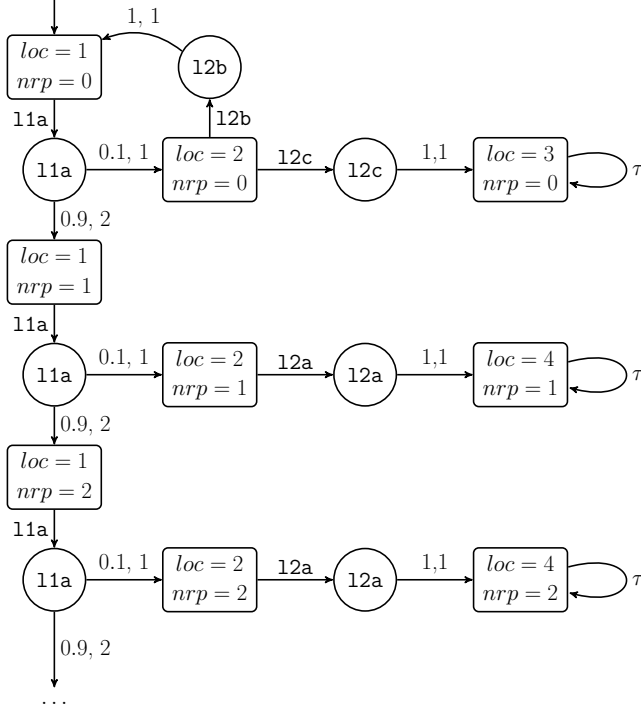 1, 1
loc = 1
nrp = 0
l2b
l1a
l2b
l1a
0.1, 1
loc = 2
nrp = 0
l2c
l2c
1,1
loc = 3
nrp = 0
τ
0.9, 2
loc = 1
nrp = 1
l1a
l1a
0.1, 1
loc = 2
nrp = 1
l2a
l2a
1,1
loc = 4
nrp = 1
τ
0.9, 2
loc = 1
nrp = 2
l1a
l1a
0.1, 1
loc = 2
nrp = 2
l2a
l2a
1,1
loc = 4
nrp = 2
τ
0.9, 2
...